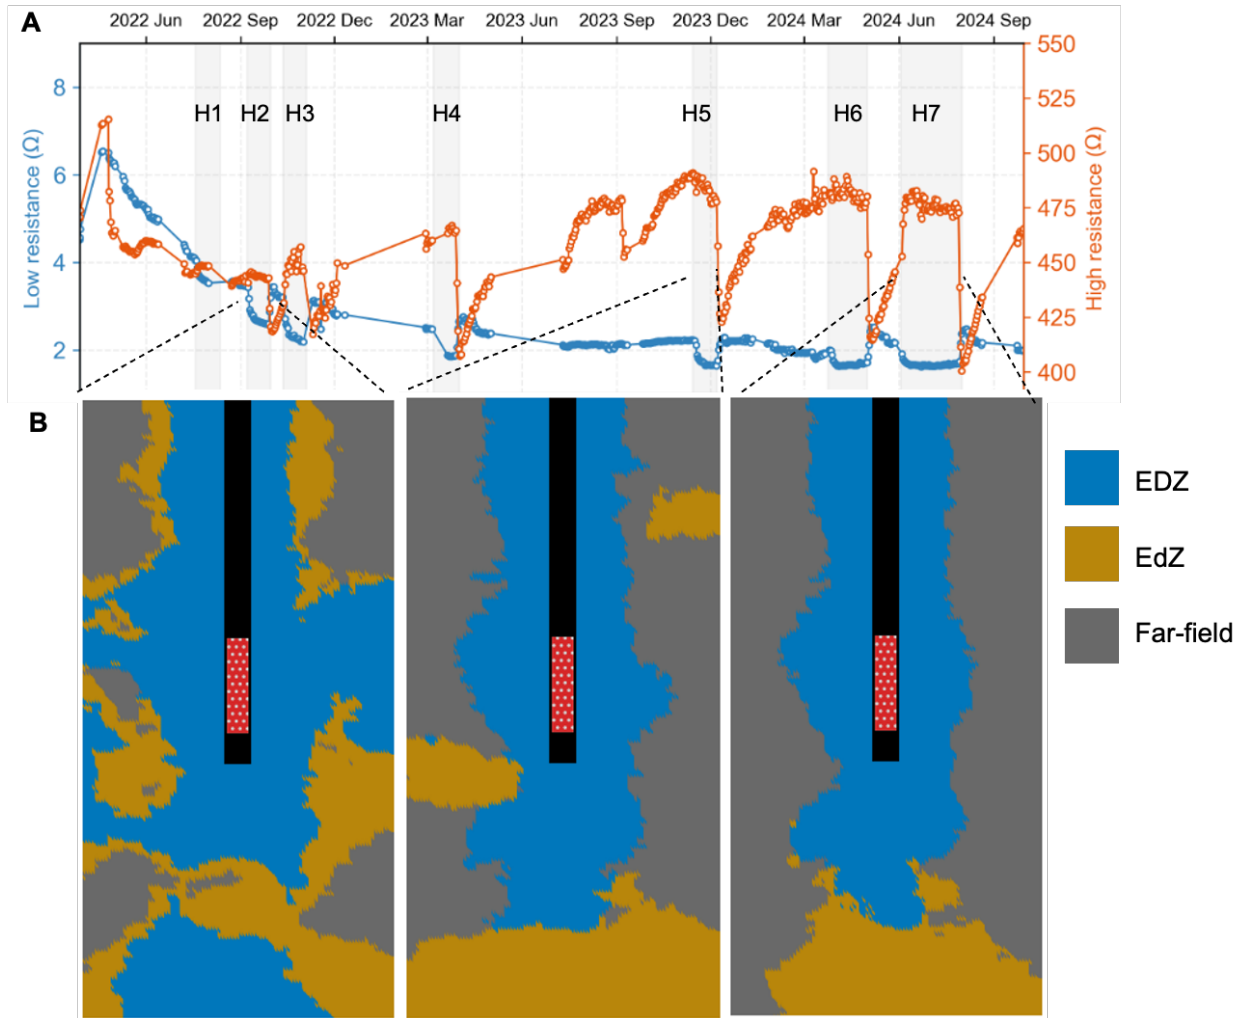 A
2022 Jun 2022 Sep 2022 Dec 2023 Mar 2023 Jun 2023 Sep 2023 Dec 2024 Mar 2024 Jun 2024 Sep
550
525
500
475
450
425
400
8
6
4
2
Low resistance (Ω)
High resistance (Ω)
H1 H2 H3 H4 H5 H6 H7
B
EDZ
EdZ
Far-field